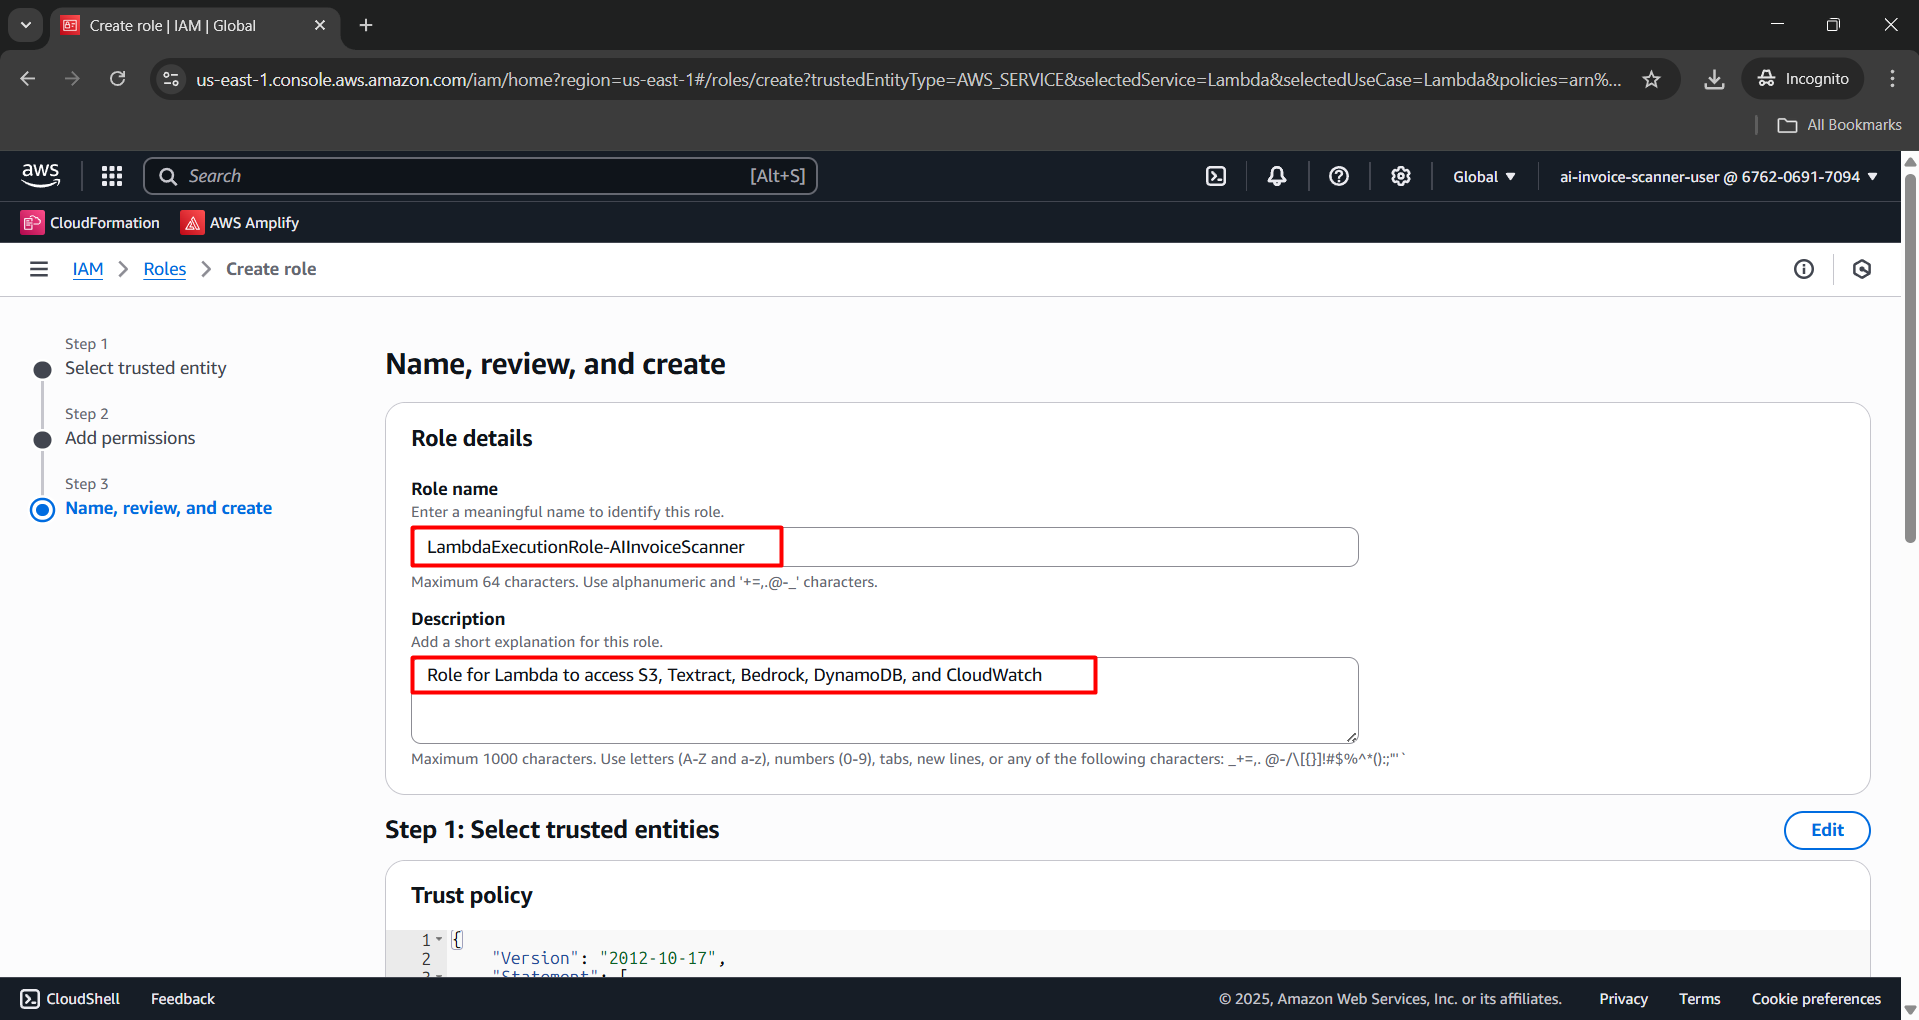 Create role | IAM | Global
us-east-1.console.aws.amazon.com/iam/home?region=us-east-1#/roles/create?trustedEntityType=AWS_SERVICE&selectedService=Lambda&selectedUseCase=Lambda&policies=arn%...
Incognito
All Bookmarks
aws
Search
[Alt+S]
Global
ai-invoice-scanner-user @ 6762-0691-7094
CloudFormation
AWS Amplify
IAM
Roles
Create role
Step 1
Select trusted entity
Step 2
Add permissions
Step 3
Name, review, and create
Name, review, and create
Role details
Role name
Enter a meaningful name to identify this role.
LambdaExecutionRole-AIInvoiceScanner
Maximum 64 characters. Use alphanumeric and '+=,.@-_' characters.
Description
Add a short explanation for this role.
Role for Lambda to access S3, Textract, Bedrock, DynamoDB, and CloudWatch
Maximum 1000 characters. Use letters (A-Z and a-z), numbers (0-9), tabs, new lines, or any of the following characters: _+=,. @-/\[{}]!#$%^*();:"'`
Step 1: Select trusted entities
Edit
Trust policy
1 {
2 "Version": "2012-10-17",
3 "Statement": [
CloudShell
Feedback
© 2025, Amazon Web Services, Inc. or its affiliates.
Privacy
Terms
Cookie preferences